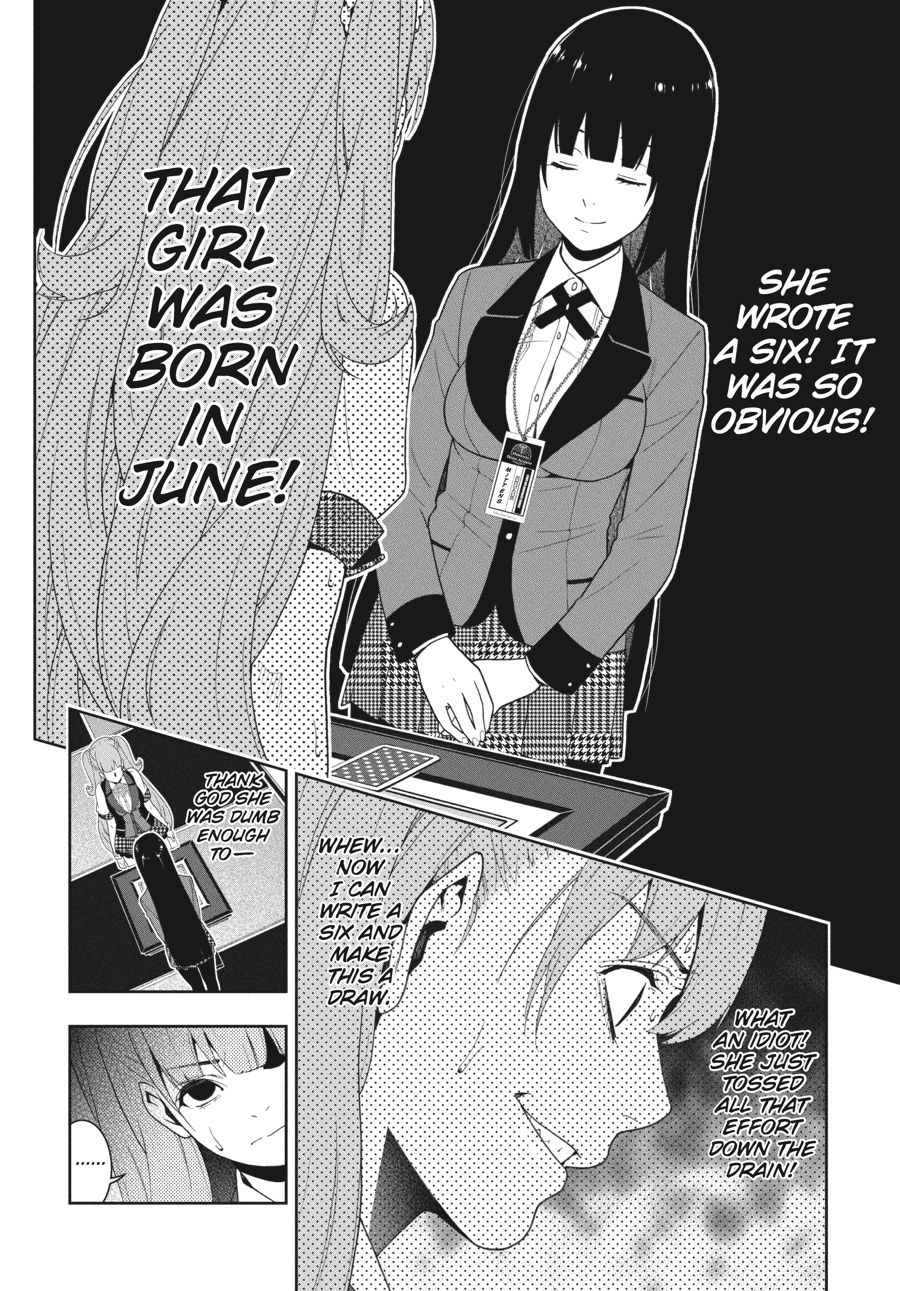 SHE
WROTE
A SIX! IT
WAS SO
OBVIOUS!
THAT
GIRL
WAS
BORN
IN
JUNE!
MITTENS
WHAT
AN IDIOT!
SHE JUST
TOSSED
ALL THAT
EFFORT
DOWN THE
DRAIN!
WHEW...
NOW
I CAN
WRITE A
SIX AND
MAKE
THIS A
DRAW.
THANK
GOD SHE
WAS DUMB
ENOUGH
TO—
......